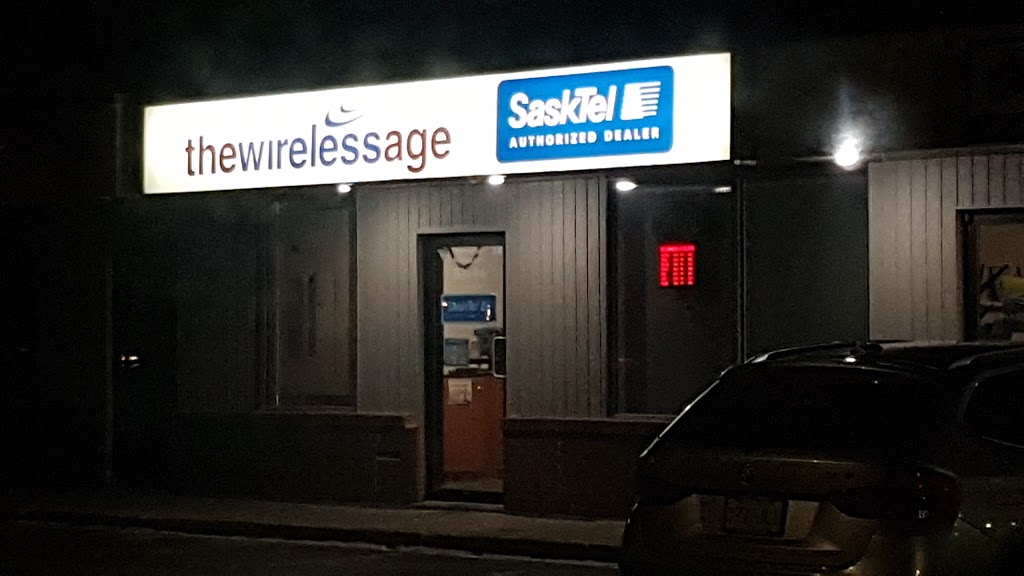 thewirelessage
SaskTel
AUTHORIZED DEALER